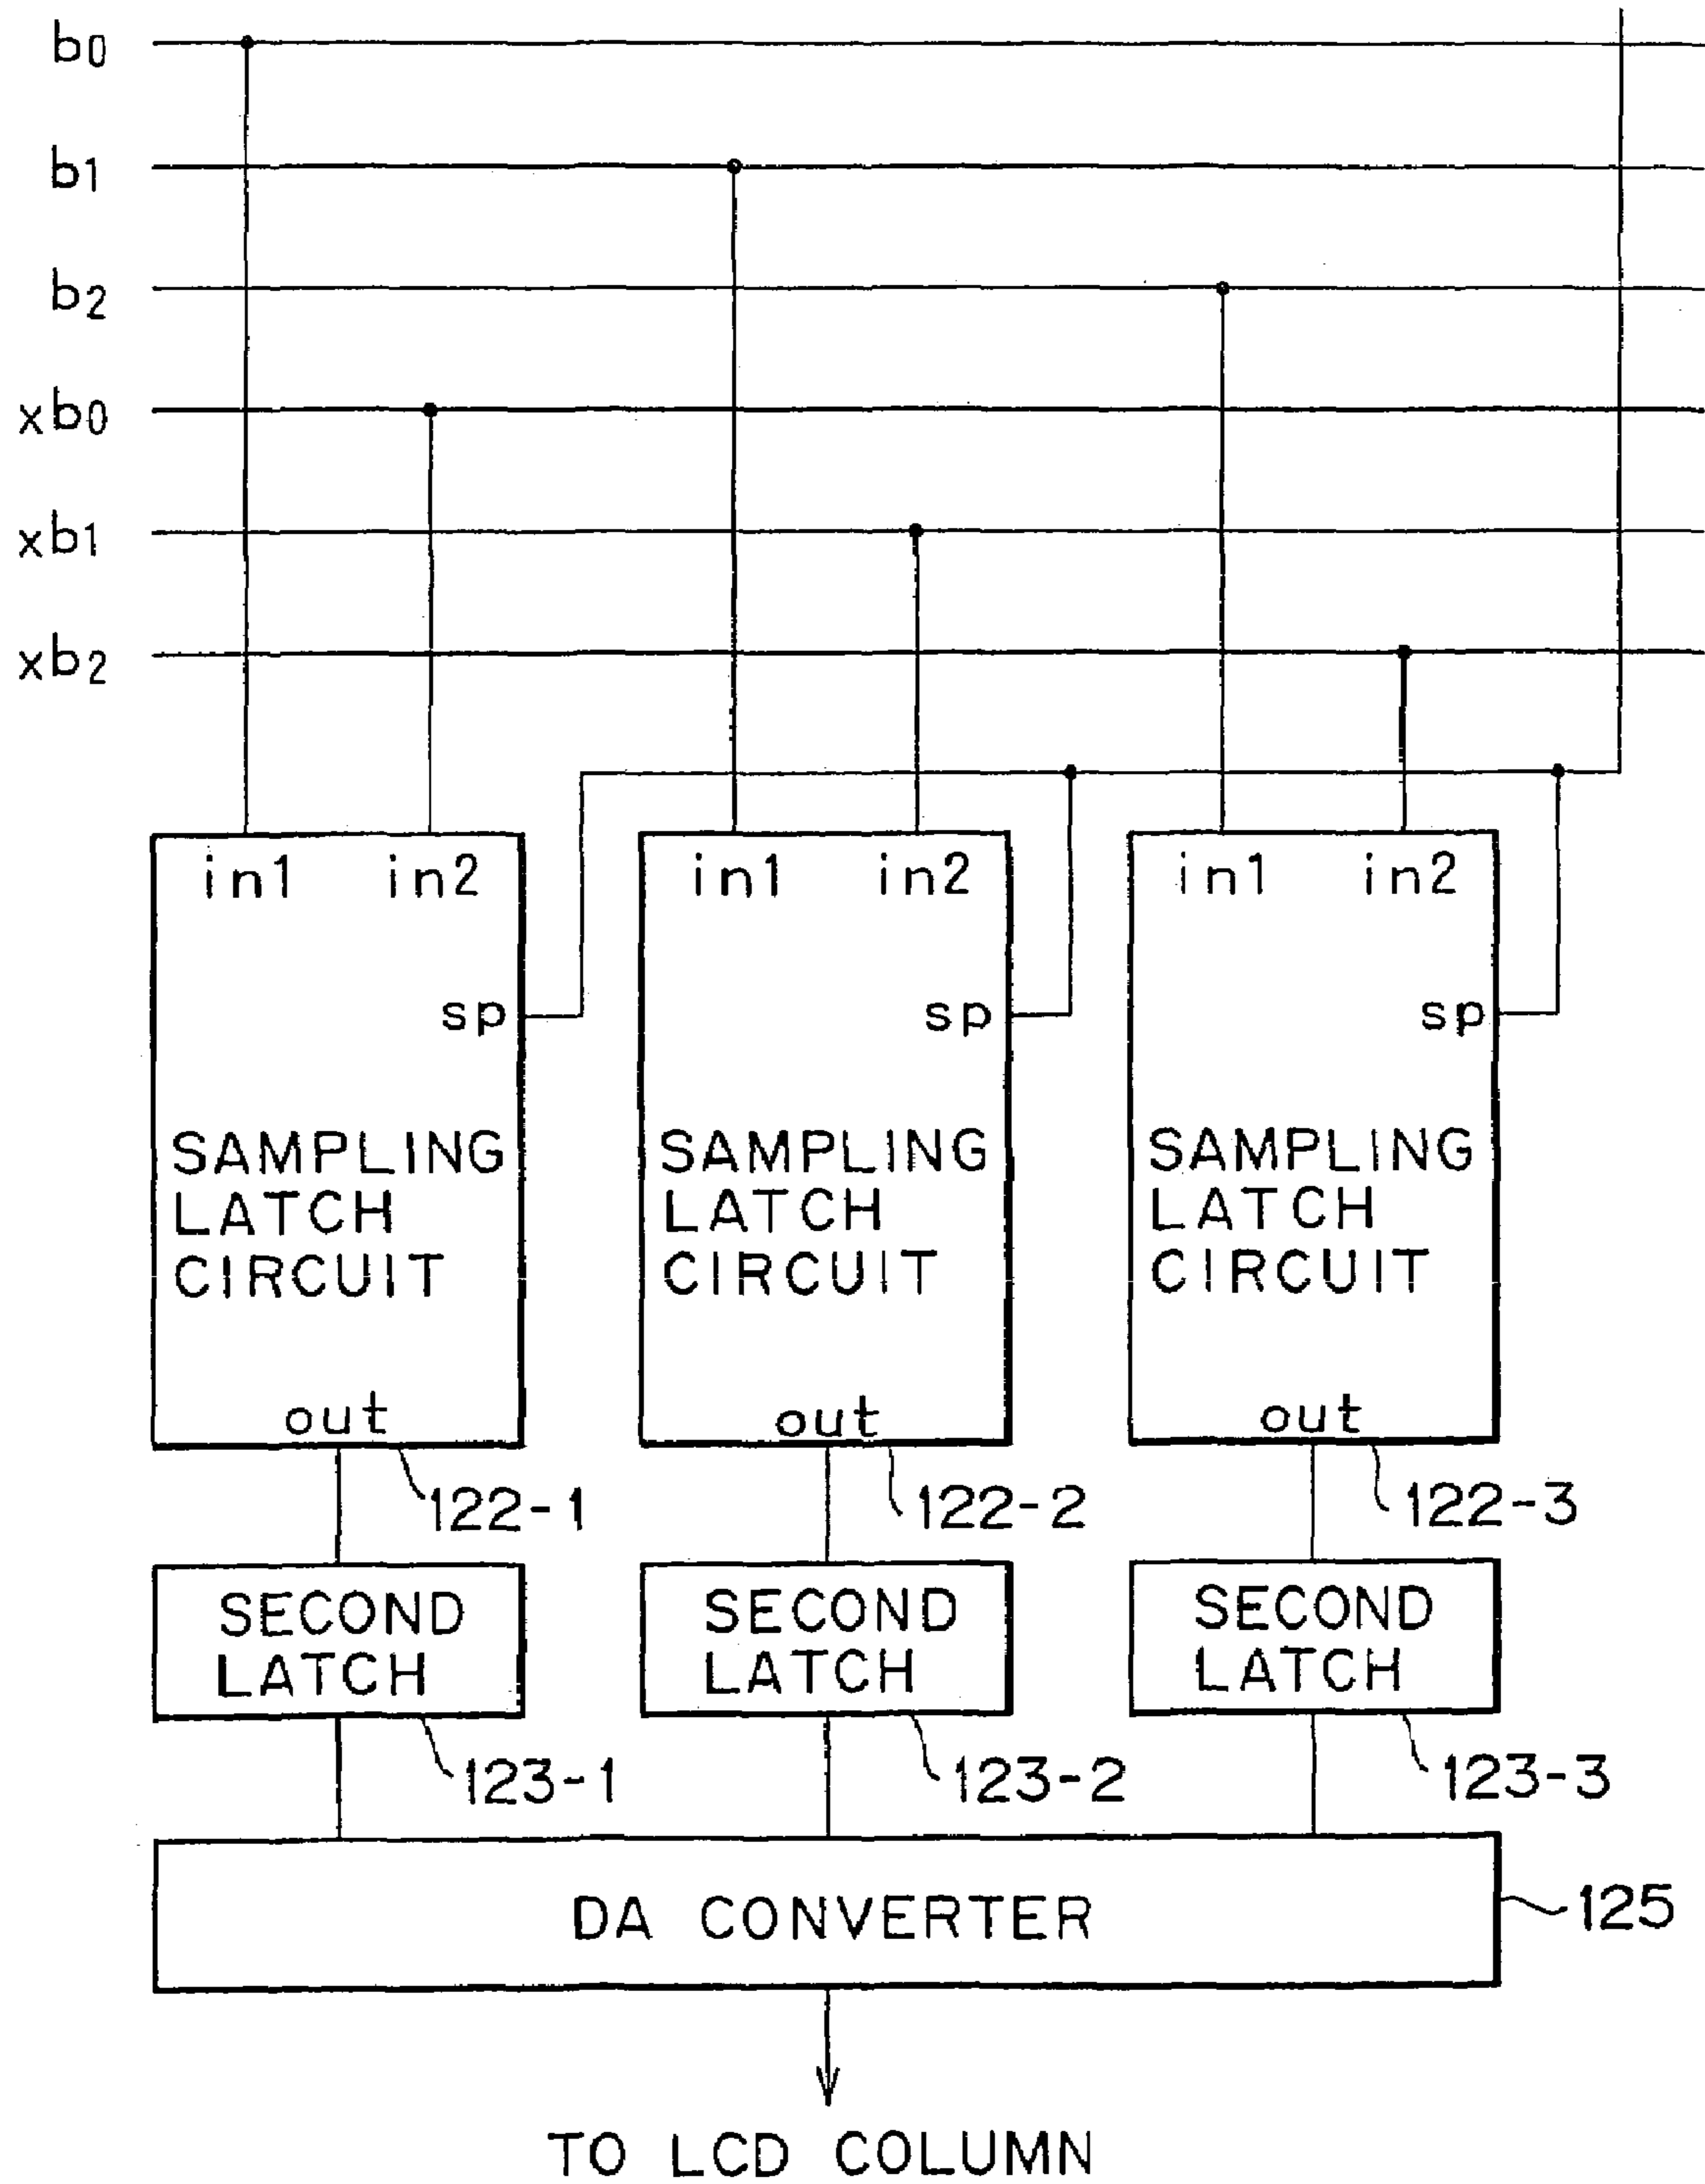 b0
b1
b2
xb0
xb1
xb2
in1 in2
in1 in2
in1 in2
sp
sp
sp
SAMPLING
LATCH
CIRCUIT
SAMPLING
LATCH
CIRCUIT
SAMPLING
LATCH
CIRCUIT
out
out
out
122-1
122-2
122-3
SECOND
LATCH
SECOND
LATCH
SECOND
LATCH
123-1
123-2
123-3
DA CONVERTER
125
TO LCD COLUMN